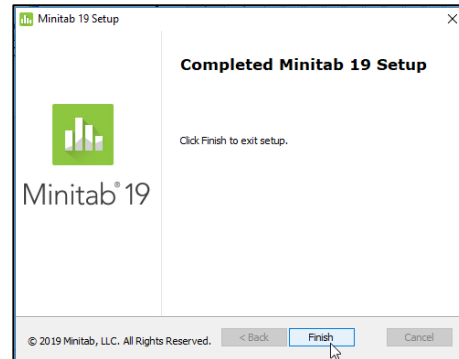 Minitab 19 Setup
Completed Minitab 19 Setup
Click Finish to exit setup.
Minitab® 19
© 2019 Minitab, LLC. All Rights Reserved.
< Back
Finish
Cancel